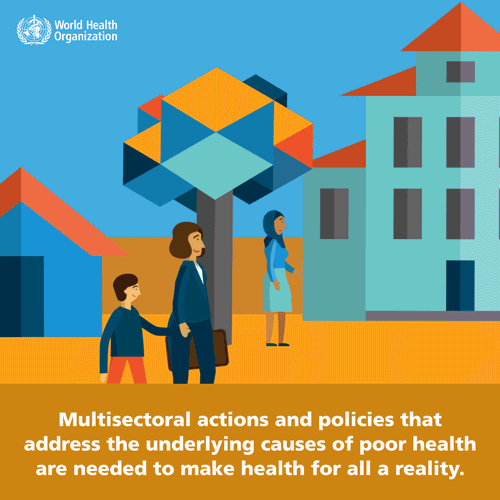 World Health
Organization
Multisectoral actions and policies that
address the underlying causes of poor health
are needed to make health for all a reality.